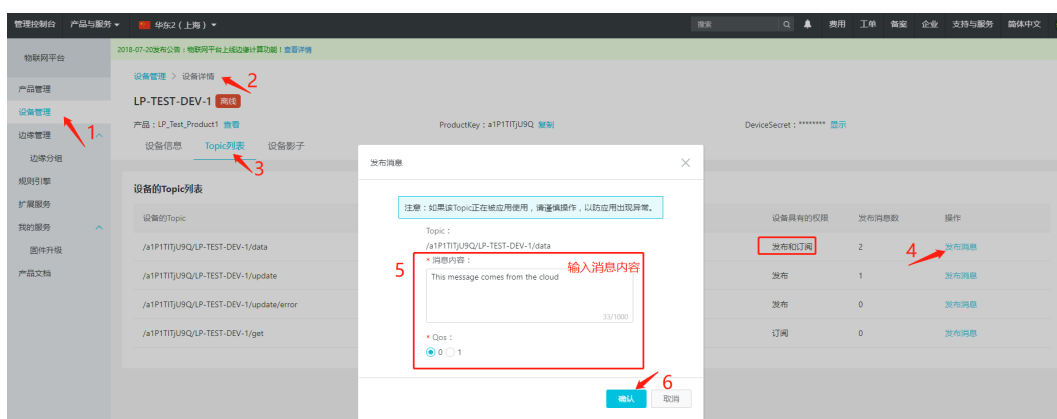 管理控制台 产品与服务 华东2（上海） 搜索 费用 工单 备案 企业 支持与服务 简体中文
物联网平台
2018-07-20发布公告：物联网平台上线边缘计算功能！查看详情
产品管理
设备管理
边缘管理
边缘分组
规则引擎
扩展服务
我的服务
固件升级
产品文档
1
设备管理 > 设备详情
2
LP-TEST-DEV-1 离线
产品：LP_Test_Product1 查看 ProductKey：a1P1TITjU9Q 复制 DeviceSecret：******** 显示
设备信息 Topic列表 设备影子
3
设备的Topic列表
设备的Topic 设备具有的权限 发布消息数 操作
/a1P1TITjU9Q/LP-TEST-DEV-1/data 发布和订阅 2 发布消息
4
/a1P1TITjU9Q/LP-TEST-DEV-1/update 发布 1 发布消息
/a1P1TITjU9Q/LP-TEST-DEV-1/update/error 发布 0 发布消息
/a1P1TITjU9Q/LP-TEST-DEV-1/get 订阅 0 发布消息
发布消息
注意：如果该Topic正在被应用使用，请谨慎操作，以防应用出现异常。
Topic：
/a1P1TITjU9Q/LP-TEST-DEV-1/data
5
* 消息内容：
输入消息内容
This message comes from the cloud
33/1000
* Qos：
0 1
6
确认 取消